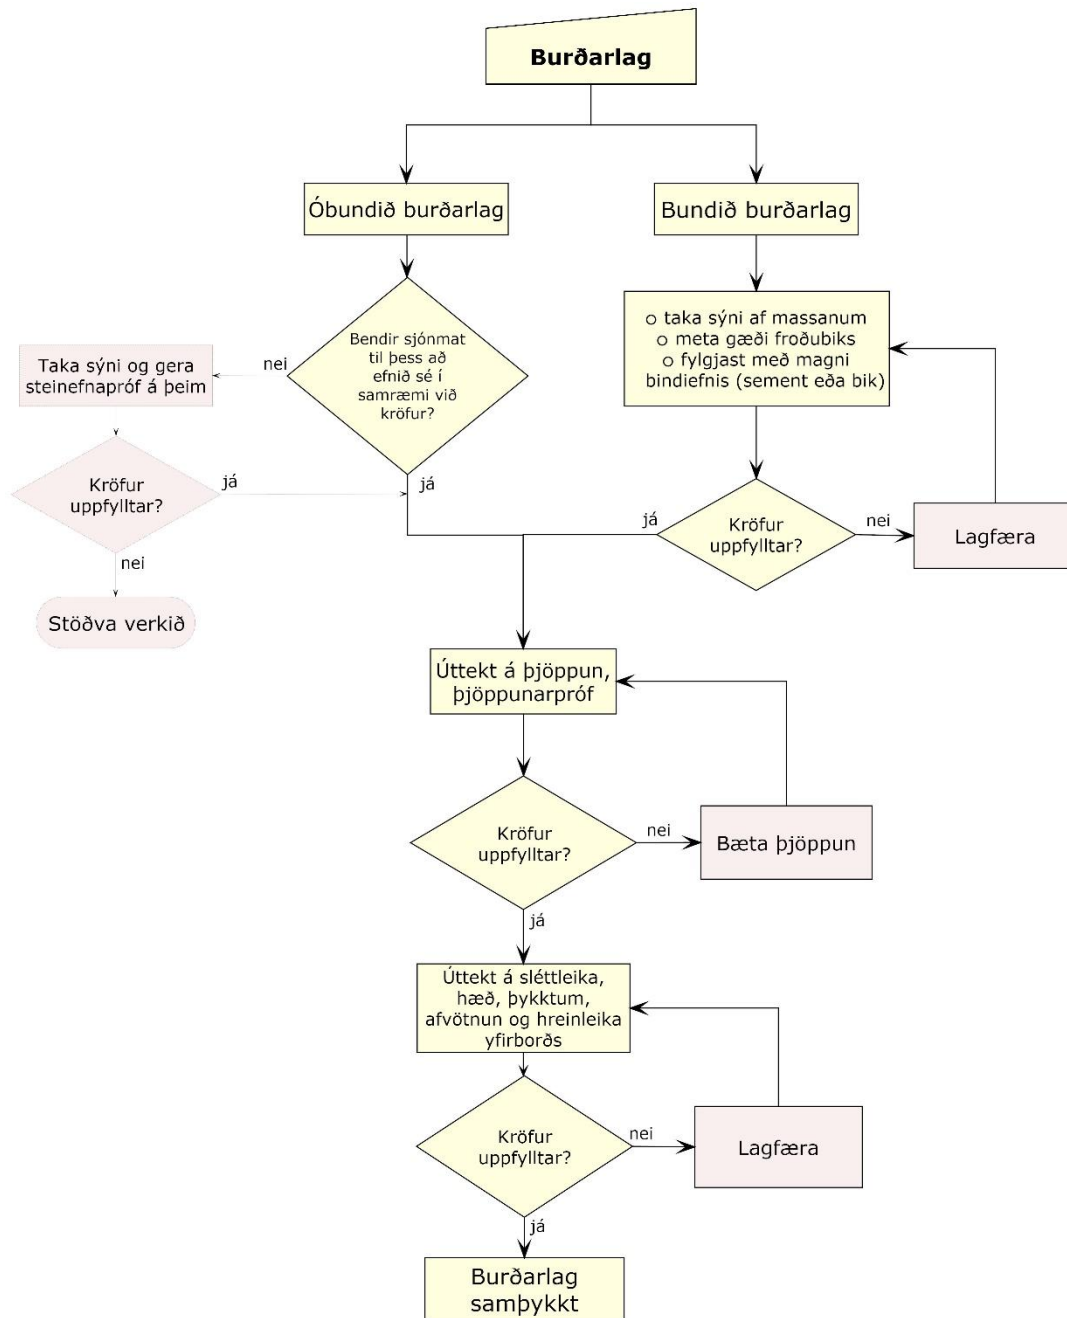 Burðarlag
Óbundið burðarlag
Bundið burðarlag
Bendir sjónmat
til þess að
efnið sé í
samræmi við
kröfur?
nei
Taka sýni og gera
steinefnapróf á þeim
Kröfur
uppfylltar?
já
já
nei
Stöðva verkið
○ taka sýni af massanum
○ meta gæði froðubiks
○ fylgjast með magni
bindiefnis (sement eða bik)
já
Kröfur
uppfylltar?
nei
Lagfæra
Úttekt á þjöppun,
þjöppunarpróf
Kröfur
uppfylltar?
nei
Bæta þjöppun
já
Úttekt á sléttleika,
hæð, þykktum,
afvötnun og hreinleika
yfirborðs
Kröfur
uppfylltar?
nei
Lagfæra
já
Burðarlag
samþykkt